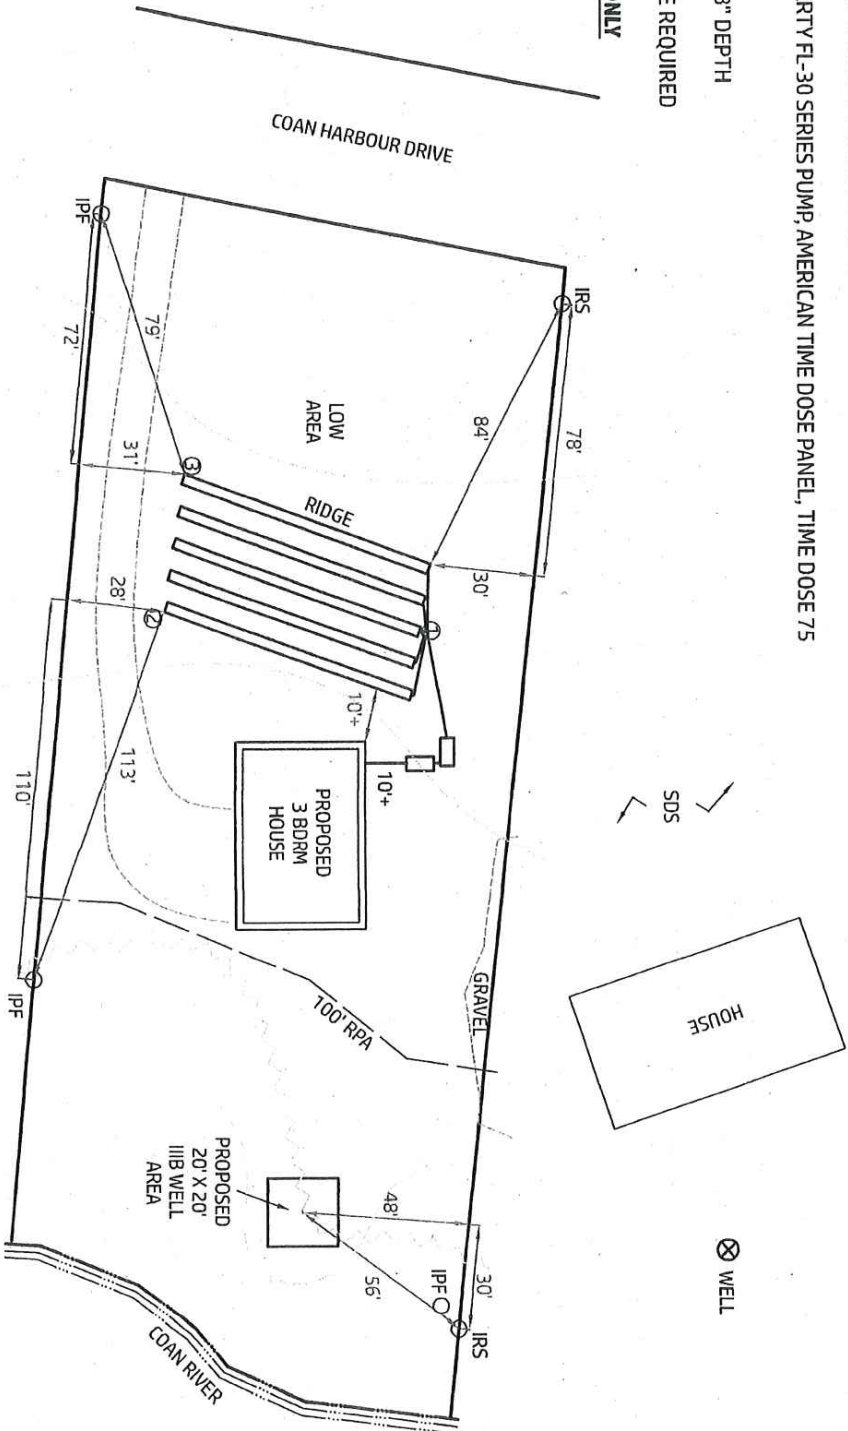 RTY FL-30 SERIES PUMP, AMERICAN TIME DOSE PANEL, TIME DOSE 75
" DEPTH
E REQUIRED
NLY
COAN HARBOUR DRIVE
IPF
IRS
72'
79'
78'
84'
LOW
AREA
31'
3
RIDGE
30'
28'
2
1
110'
113'
10'+
10'+
PROPOSED
3 BDRM
HOUSE
SDS
HOUSE
GRAVEL
100' RPA
IPF
PROPOSED
20' X 20'
IIIB WELL
AREA
48'
30'
56'
IPF
IRS
WELL
COAN RIVER